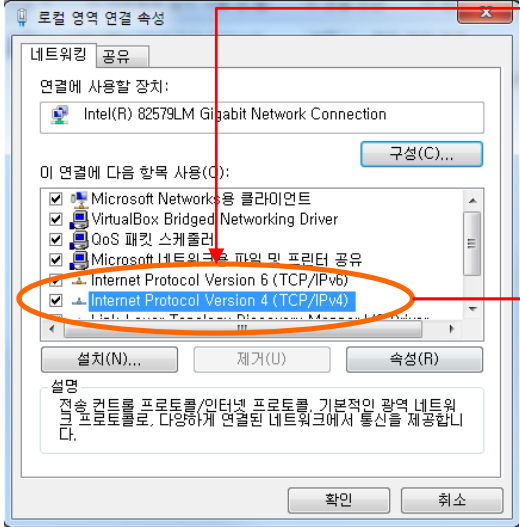 로컬 영역 연결 속성
네트워킹 공유
연결에 사용할 장치:
Intel(R) 82579LM Gigabit Network Connection
구성(C)...
이 연결에 다음 항목 사용(O):
Microsoft Networks용 클라이언트
VirtualBox Bridged Networking Driver
QoS 패킷 스케줄러
Microsoft 네트워크용 파일 및 프린터 공유
Internet Protocol Version 6 (TCP/IPv6)
Internet Protocol Version 4 (TCP/IPv4)
Link-Layer Topology Discovery Mapper I/O Driver
설치(N)... 제거(U) 속성(R)
설명
전송 컨트롤 프로토콜/인터넷 프로토콜. 기본적인 광역 네트워
크 프로토콜로, 다양하게 연결된 네트워크에서 통신을 제공합니
다.
확인 취소